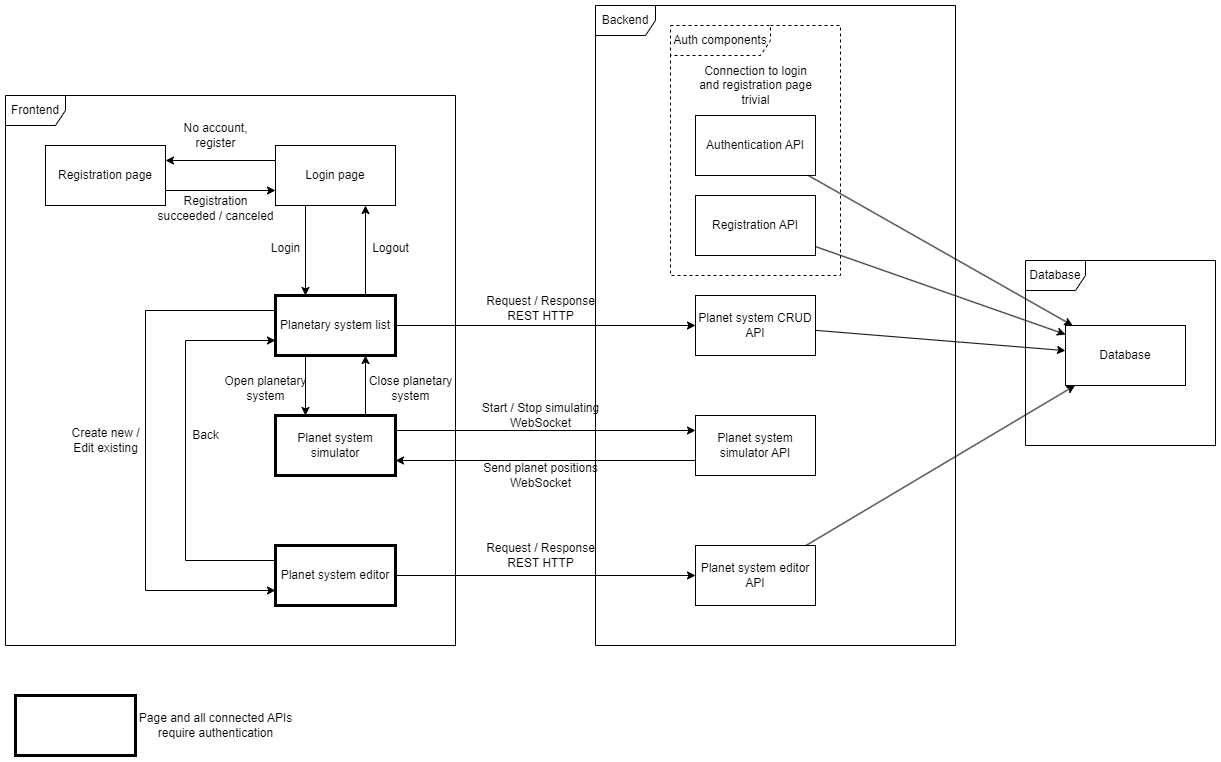 Backend
Auth components
Connection to login
and registration page
trivial
Authentication API
Registration API
Frontend
No account,
register
Registration page
Login page
Registration
succeeded / canceled
Login
Logout
Planetary system list
Request / Response
REST HTTP
Planet system CRUD
API
Database
Database
Open planetary
system
Close planetary
system
Create new /
Edit existing
Back
Planet system
simulator
Start / Stop simulating
WebSocket
Send planet positions
WebSocket
Planet system
simulator API
Planet system editor
Request / Response
REST HTTP
Planet system editor
API
Page and all connected APIs
require authentication